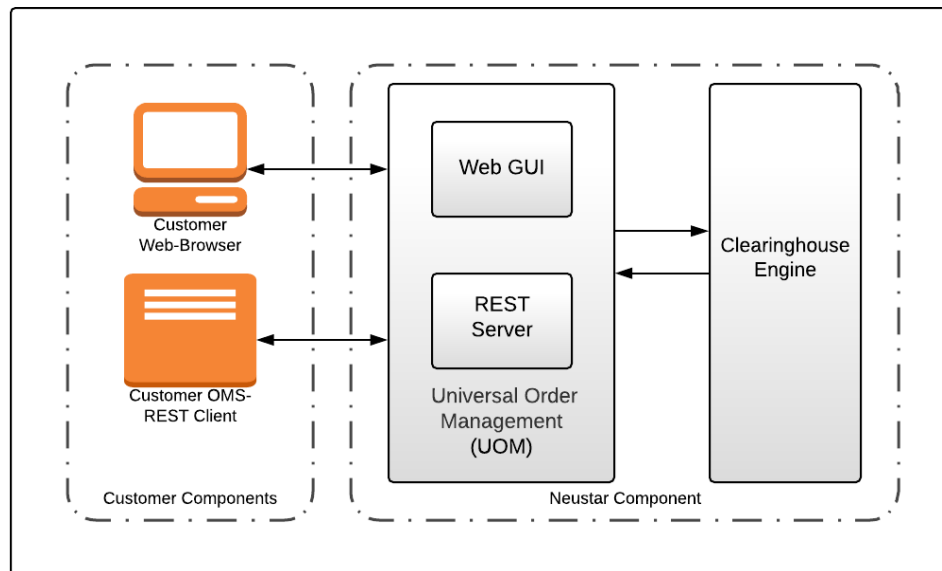 Customer
Web-Browser
Customer OMS-
REST Client
Customer Components
Web GUI
REST
Server
Universal Order
Management
(UOM)
Clearinghouse
Engine
Neustar Component